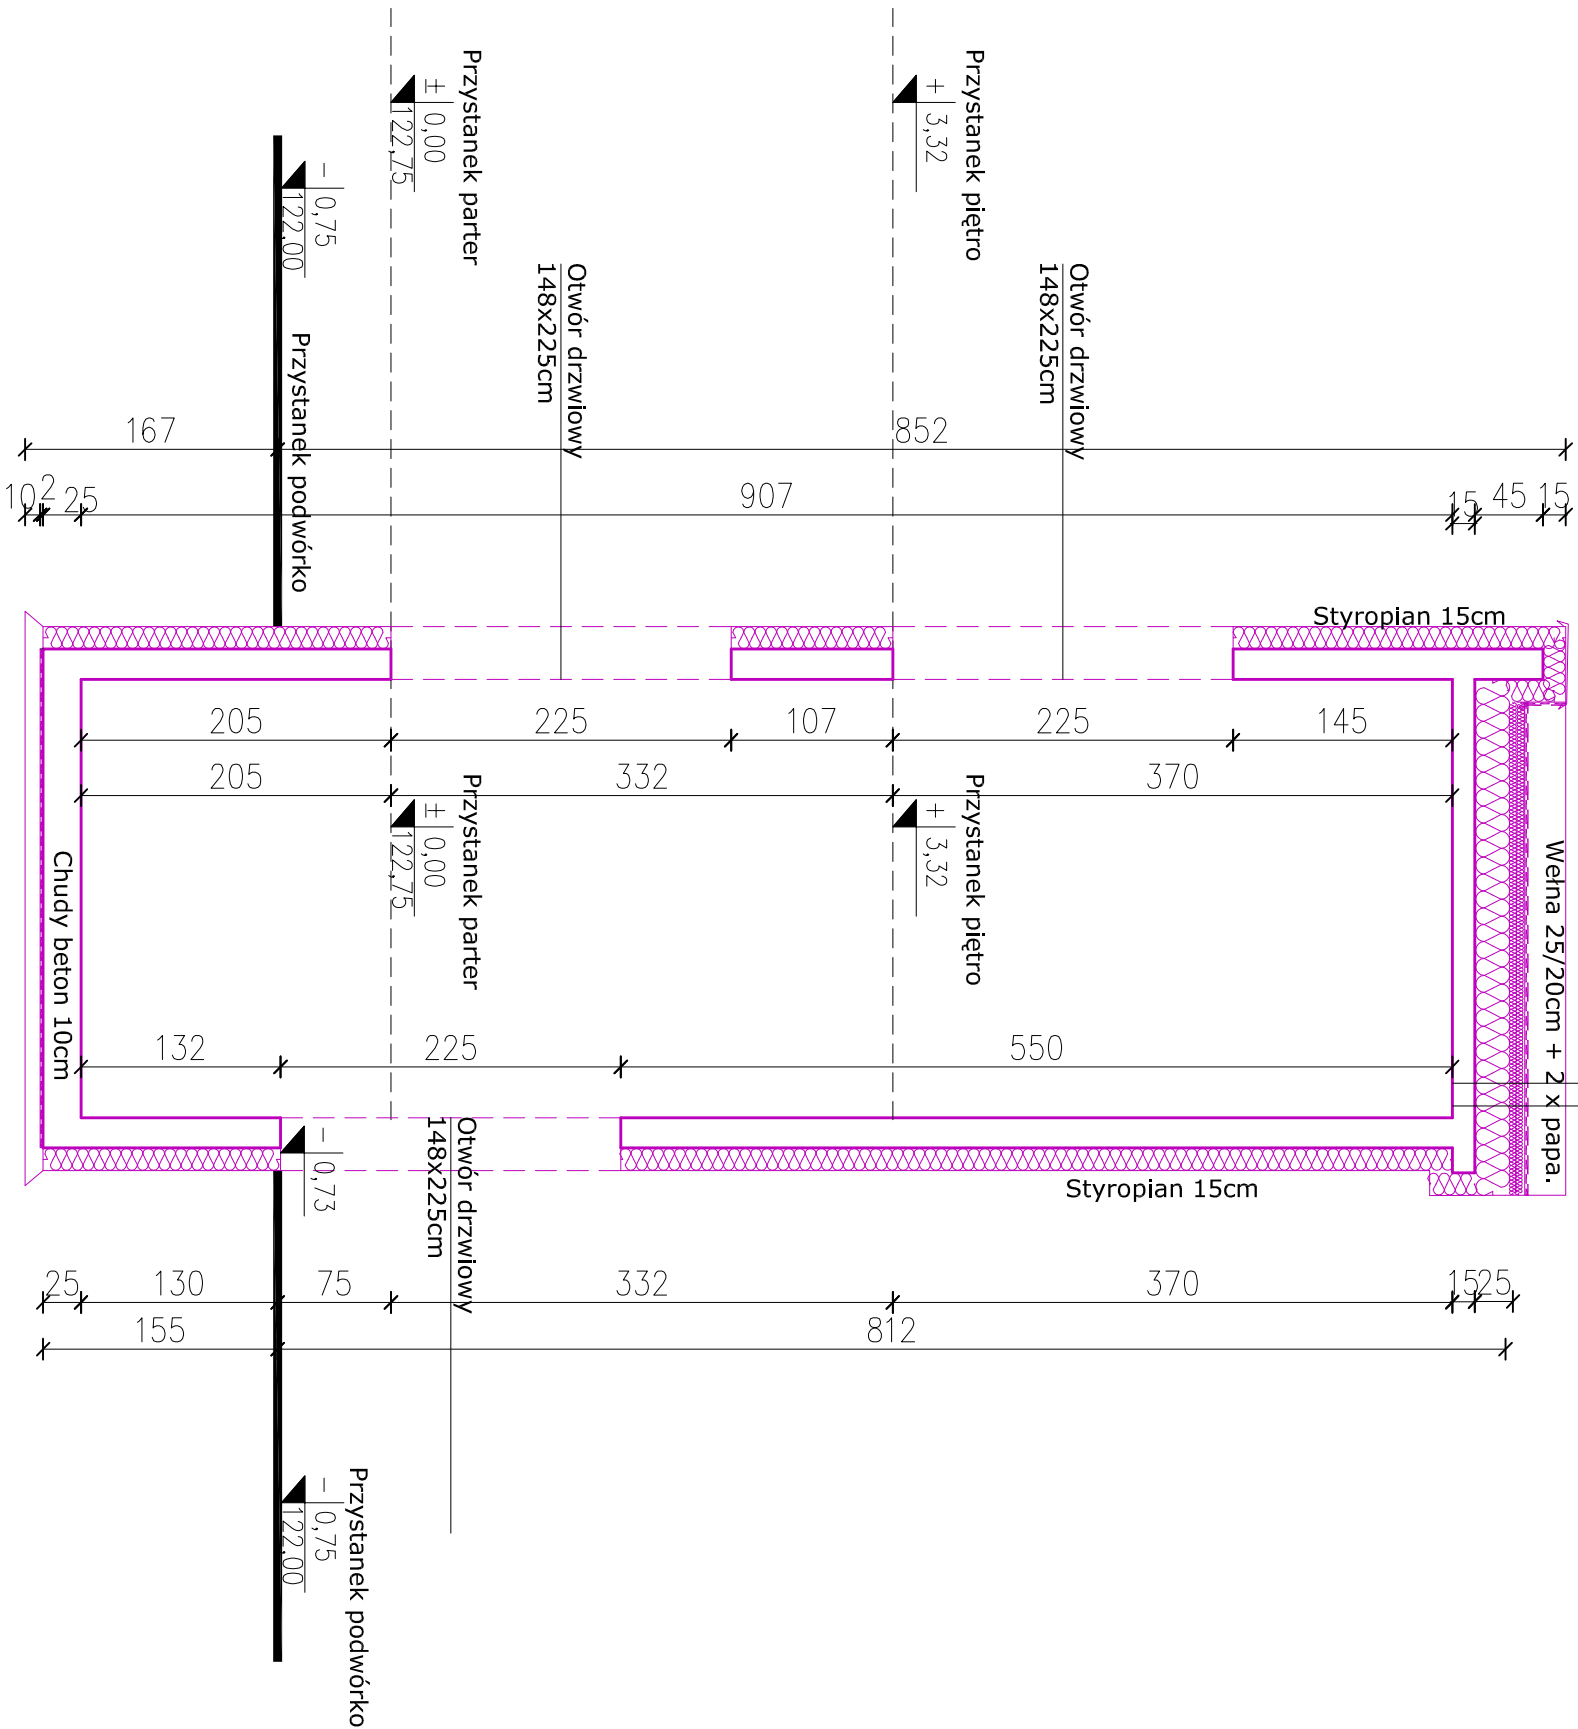 Przystanek parter
± 0,00
122,75
Przystanek piętro
+ 3,32
- 0,75
122,00
Przystanek podwórko
Otwór drzwiowy
148x225cm
Otwór drzwiowy
148x225cm
167
852
10
2
25
907
15
45
15
Styropian 15cm
205
225
107
225
145
205
332
370
Przystanek parter
± 0,00
122,75
Przystanek piętro
+ 3,32
Chudy beton 10cm
Wełna 25/20cm + 2 x papa.
132
225
550
- 0,73
Otwór drzwiowy
148x225cm
Styropian 15cm
25
130
75
332
370
15
25
155
812
- 0,75
122,00
Przystanek podwórko